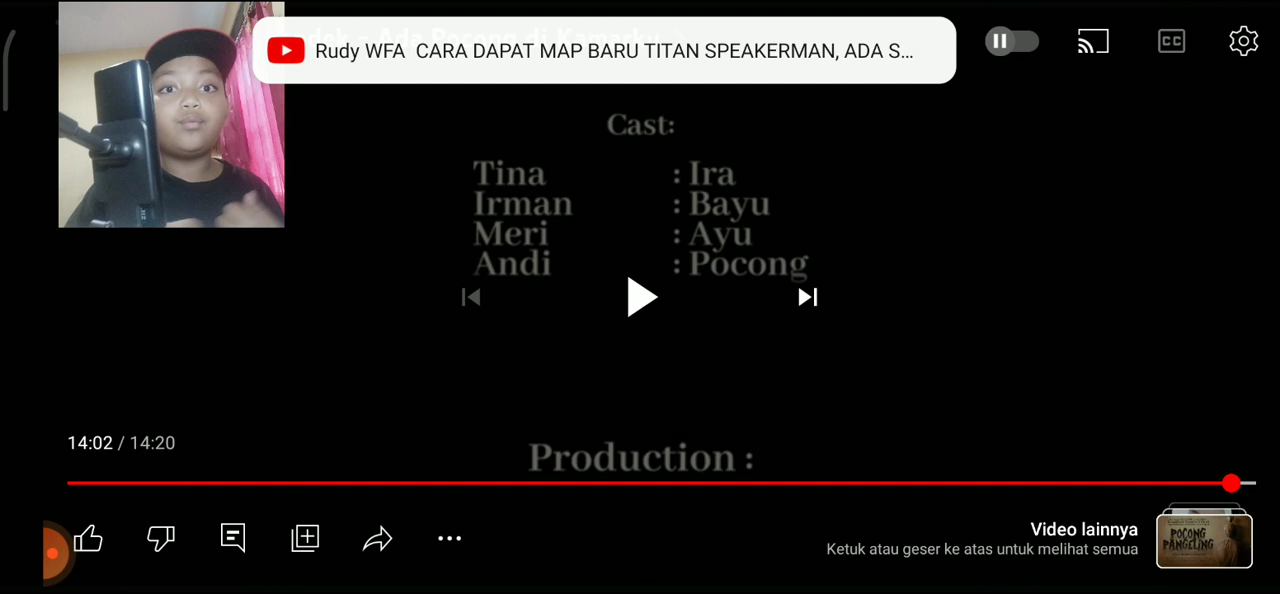 Rudy WFA CARA DAPAT MAP BARU TITAN SPEAKERMAN, ADA S...
CC
Cast:
Tina : Ira
Irman : Bayu
Meri : Ayu
Andi : Pocong
14:02 / 14:20
Production :
Video lainnya
Ketuk atau geser ke atas untuk melihat semua
POCONG
PANGELING